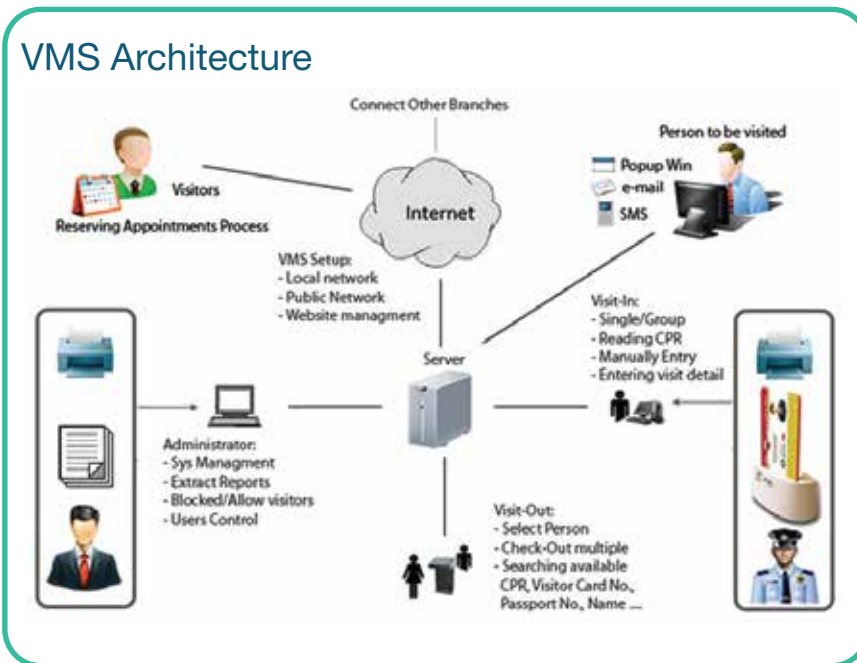 VMS Architecture
Connect Other Branches
Person to be visited
Popup Win
e-mail
SMS
Visitors
Reserving Appointments Process
Internet
VMS Setup:
- Local network
- Public Network
- Website managment
Visit-In:
- Single/Group
- Reading CPR
- Manually Entry
- Entering visit detail
Server
Administrator:
- Sys Managment
- Extract Reports
- Blocked/Allow visitors
- Users Control
Visit-Out:
- Select Person
- Check-Out multiple
- Searching available
CPR, Visitor Card No.,
Passport No., Name ....